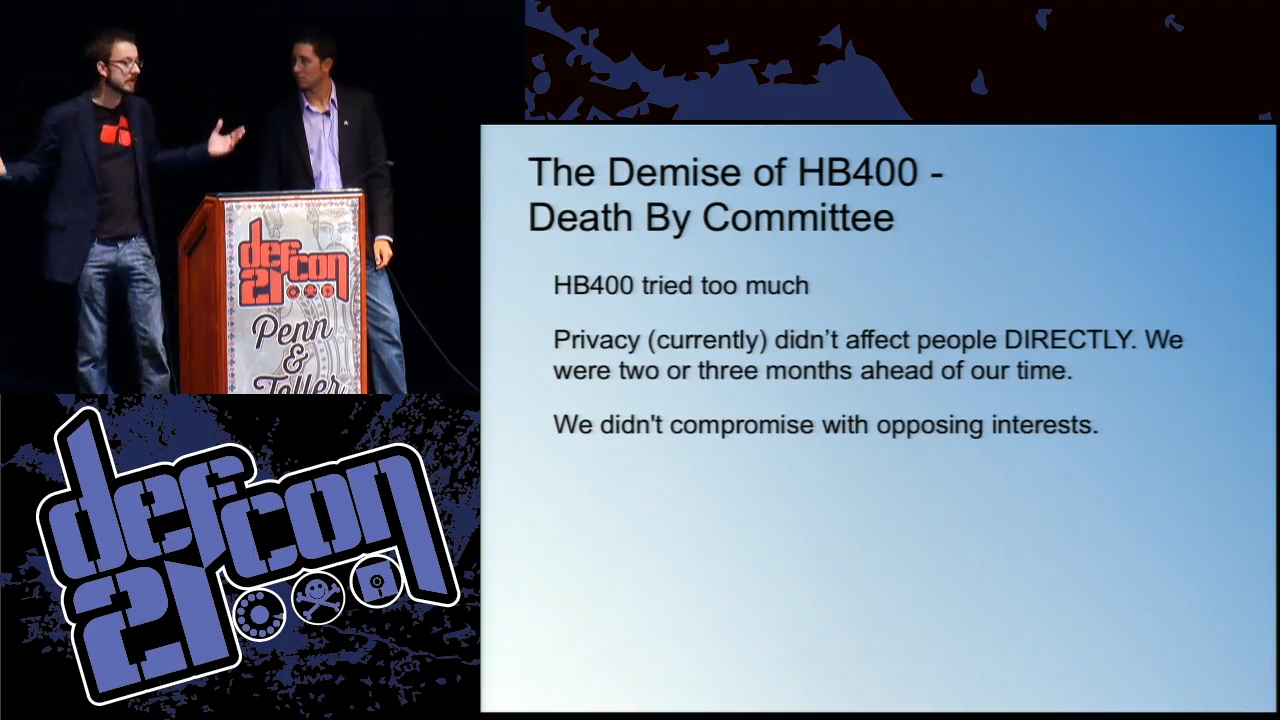 defcon
21
Penn
&
Teller
The Demise of HB400 -
Death By Committee
HB400 tried too much
Privacy (currently) didn’t affect people DIRECTLY. We
were two or three months ahead of our time.
We didn't compromise with opposing interests.
defcon
21